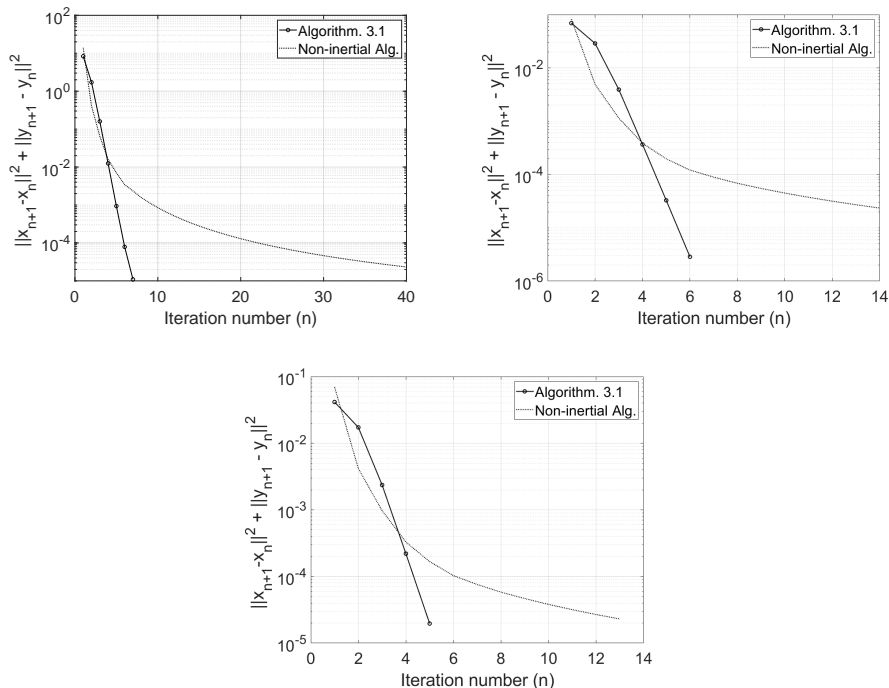 10^2
10^0
10^-2
10^-4
||x_{n+1}-x_n||^2 + ||y_{n+1} - y_n||^2
Algorithm. 3.1
Non-inertial Alg.
0 10 20 30 40
Iteration number (n)
10^-2
10^-4
10^-6
||x_{n+1}-x_n||^2 + ||y_{n+1} - y_n||^2
Algorithm. 3.1
Non-inertial Alg.
0 2 4 6 8 10 12 14
Iteration number (n)
10^-1
10^-2
10^-3
10^-4
10^-5
||x_{n+1}-x_n||^2 + ||y_{n+1} - y_n||^2
Algorithm. 3.1
Non-inertial Alg.
0 2 4 6 8 10 12 14
Iteration number (n)